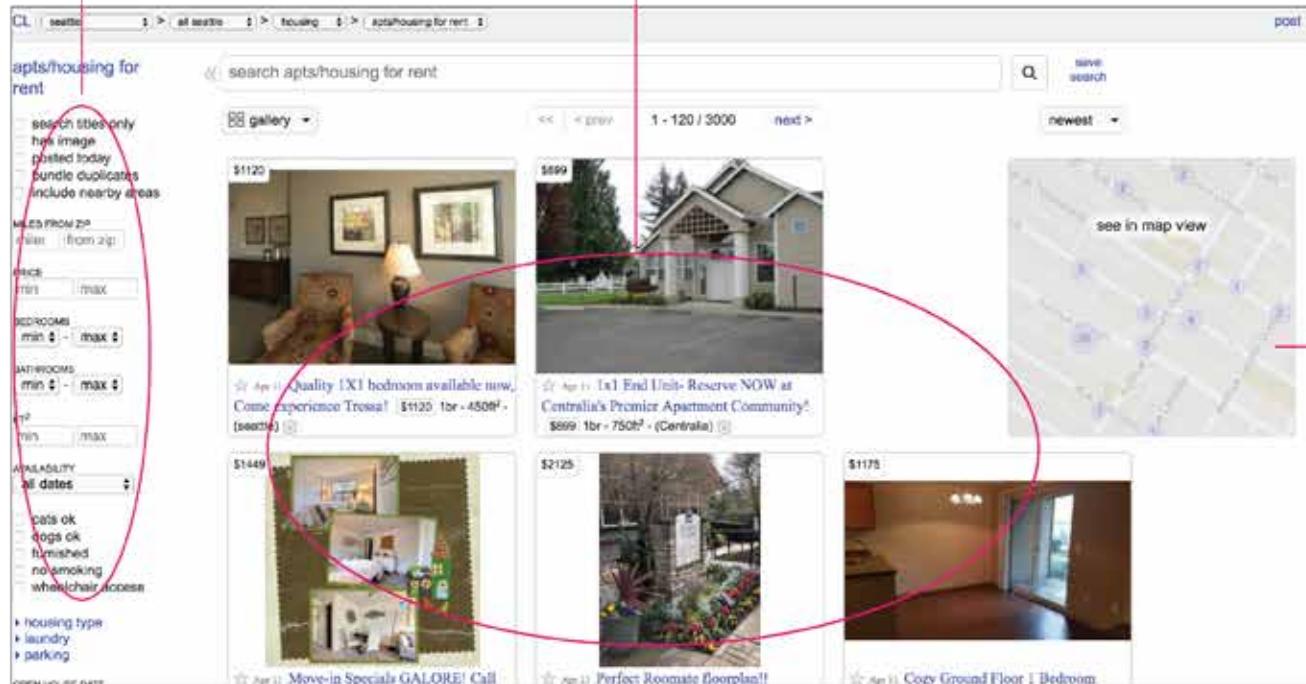 CL seattle > all seattle > housing > apts/housing for rent post
apts/housing for
rent
search apts/housing for rent
save
search
search titles only
has image
posted today
bundle duplicates
include nearby areas
MILES FROM ZIP
miles from zip
PRICE
min max
BEDROOMS
min - max
BATHROOMS
min - max
FT²
min max
AVAILABILITY
all dates
cats ok
dogs ok
furnished
no smoking
wheelchair access
housing type
laundry
parking
OPEN HOUSE DATE
gallery
<< < prev 1 - 120 / 3000 next >
newest
$1120
Quality 1X1 bedroom available now,
Come experience Tressa! $1120 1br - 450ft² -
(seattle)
$899
1x1 End Unit- Reserve NOW at
Centralia's Premier Apartment Community!
$899 1br - 750ft² - (Centralia)
see in map view
$1449
Move-in Specials GALORE! Call
$2125
Perfect Roomate floorplan!!
$1175
Cozy Ground Floor 1 Bedroom